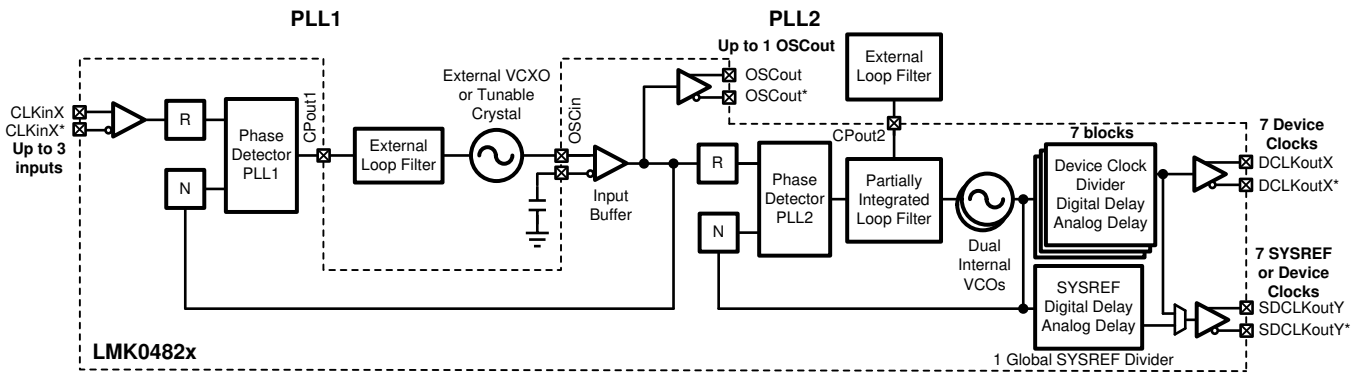 PLL1
PLL2
Up to 1 OSCout
External VCXO
or Tunable
Crystal
OSCin
OSCout
OSCout*
External
Loop Filter
CLKinX
CLKinX*
Up to 3
inputs
R
N
Phase
Detector
PLL1
CPout1
External
Loop Filter
Input
Buffer
R
N
Phase
Detector
PLL2
CPout2
Partially
Integrated
Loop Filter
Dual
Internal
VCOs
7 blocks
Device Clock
Divider
Digital Delay
Analog Delay
SYSREF
Digital Delay
Analog Delay
1 Global SYSREF Divider
7 Device
Clocks
DCLKoutX
DCLKoutX*
7 SYSREF
or Device
Clocks
SDCLKoutY
SDCLKoutY*
LMK0482x